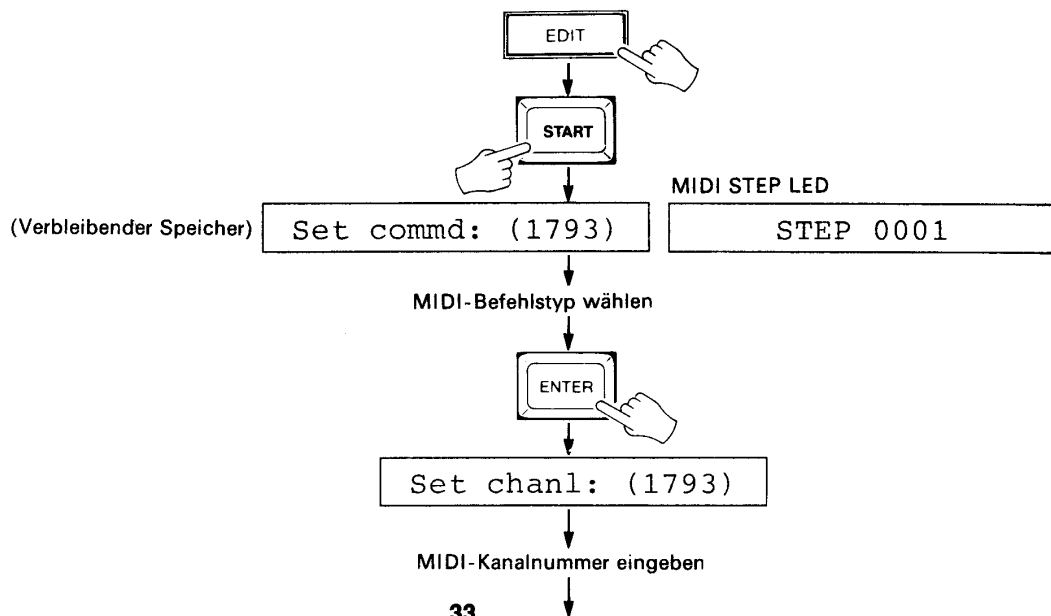 EDIT
START
MIDI STEP LED
(Verbleibender Speicher) Set commd: (1793) STEP 0001
MIDI-Befehlstyp wählen
ENTER
Set chanl: (1793)
MIDI-Kanalnummer eingeben
33